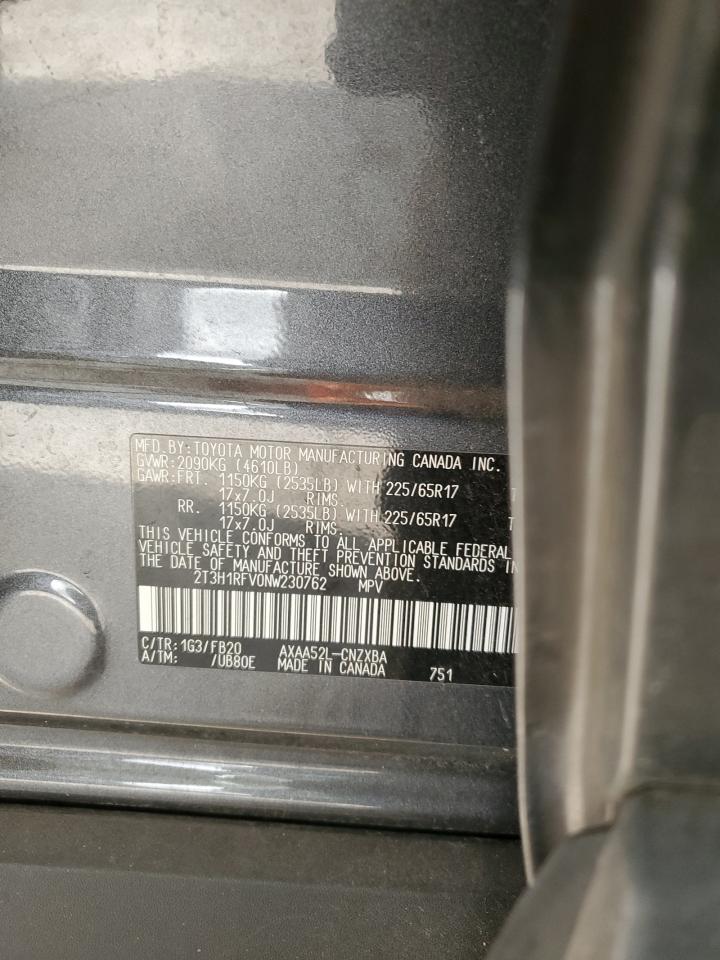 MFD. BY: TOYOTA MOTOR MANUFACTURING CANADA INC.
GVWR: 2090KG (4610LB)
GAWR: FRT. 1150KG (2535LB) WITH 225/65R17 T
17x7.0J RIMS.
RR. 1150KG (2535LB) WITH 225/65R17 T
17x7.0J RIMS.
THIS VEHICLE CONFORMS TO ALL APPLICABLE FEDERAL
VEHICLE SAFETY AND THEFT PREVENTION STANDARDS IN
THE DATE OF MANUFACTURE SHOWN ABOVE.
2T3H1RFV0NW230762 MPV
C/TR: 1G3/FB20 AXAA52L-CNZXBA
A/TM: /UB80E MADE IN CANADA 751